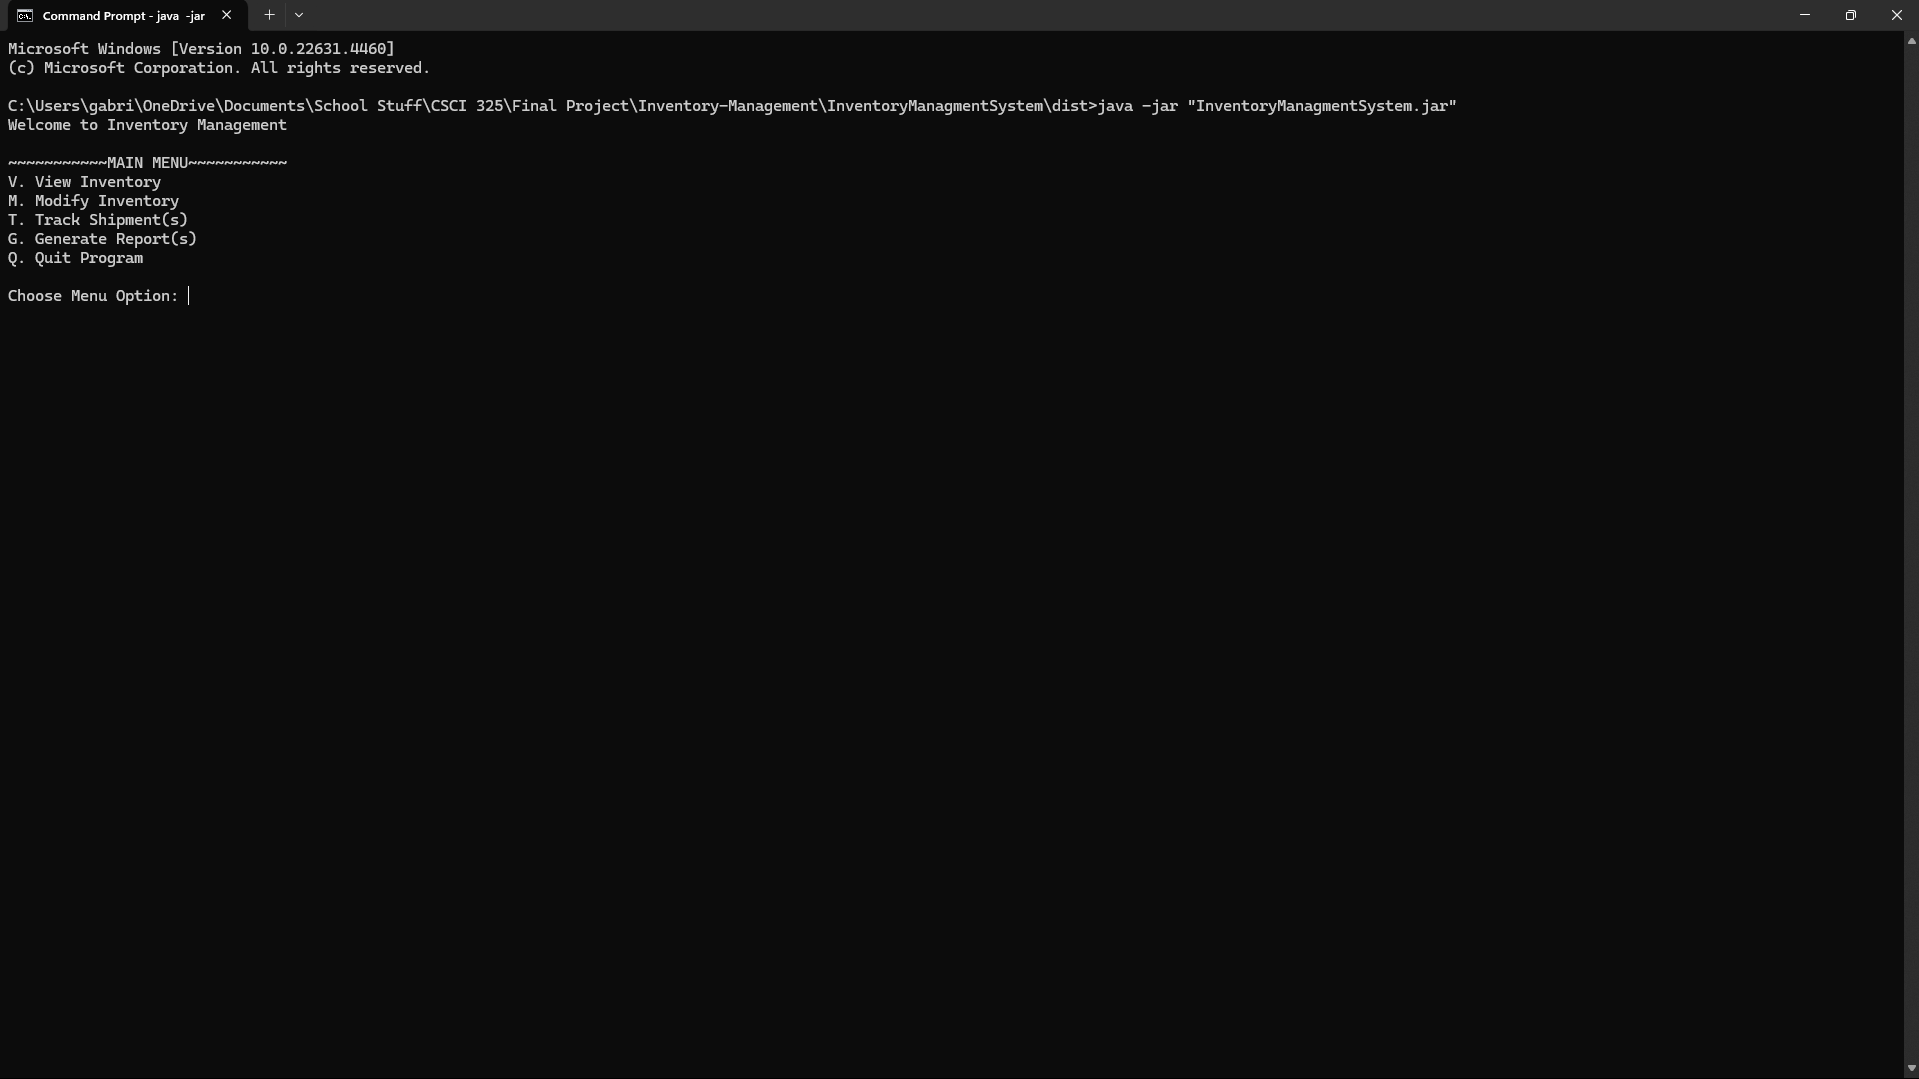 Command Prompt - java  -jar
Microsoft Windows [Version 10.0.22631.4460]
(c) Microsoft Corporation. All rights reserved.
C:\Users\gabri\OneDrive\Documents\School Stuff\CSCI 325\Final Project\Inventory-Management\InventoryManagmentSystem\dist>java -jar "InventoryManagmentSystem.jar"
Welcome to Inventory Management
~~~~~~~~~~~MAIN MENU~~~~~~~~~~~
V. View Inventory
M. Modify Inventory
T. Track Shipment(s)
G. Generate Report(s)
Q. Quit Program
Choose Menu Option: